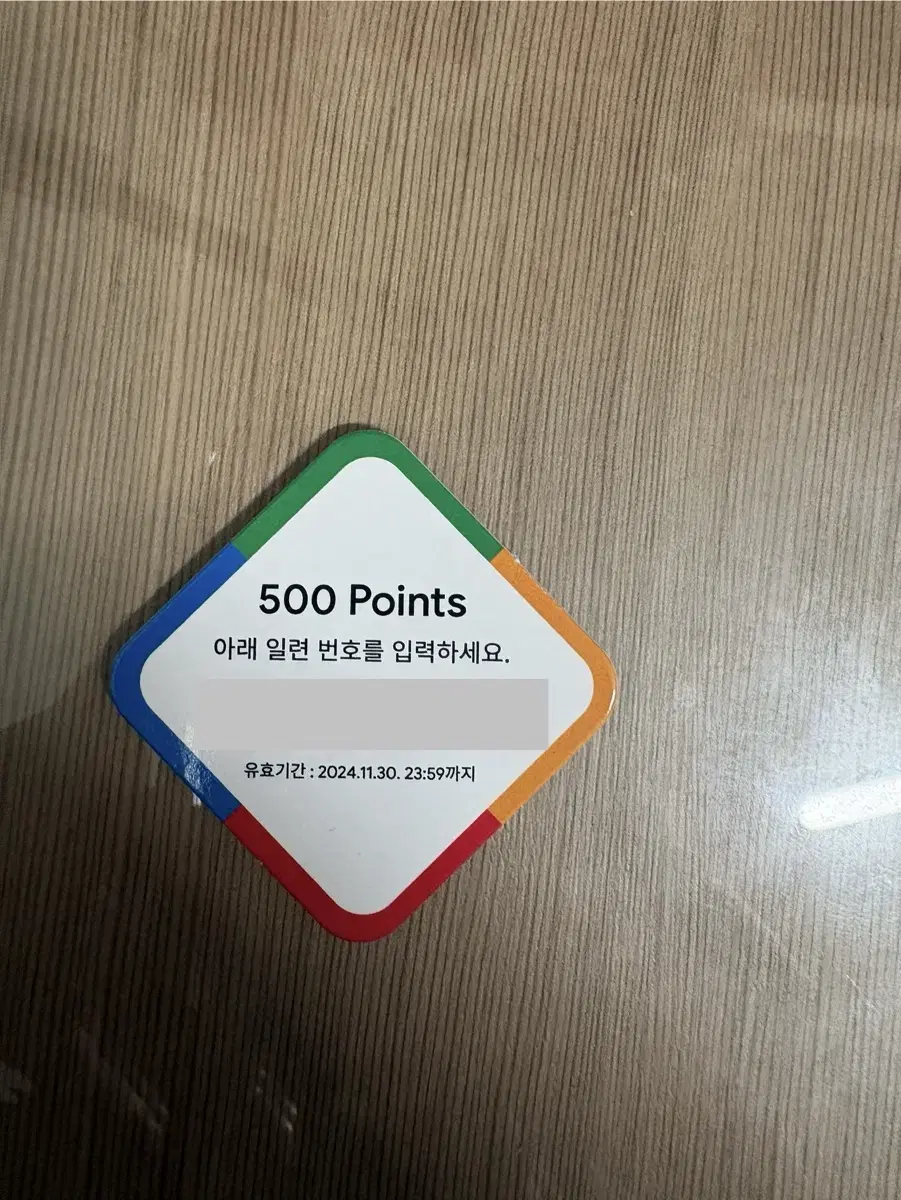 500 Points
아래 일련 번호를 입력하세요.
유효기간 : 2024.11.30. 23:59까지